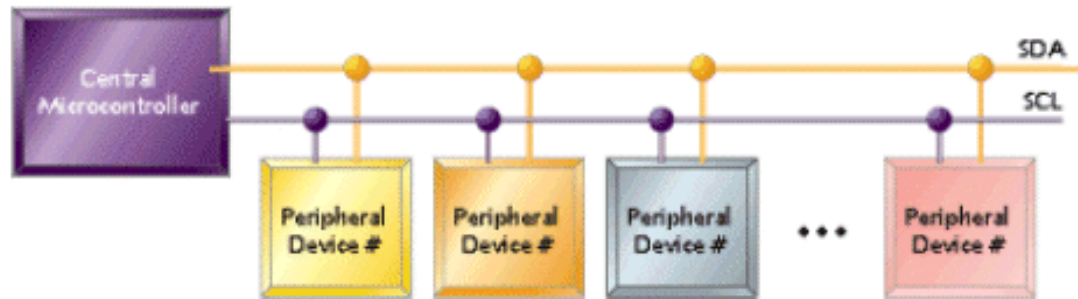 SDA
Central
Microcontroller
SCL
Peripheral
Device #
Peripheral
Device #
Peripheral
Device #
Peripheral
Device #